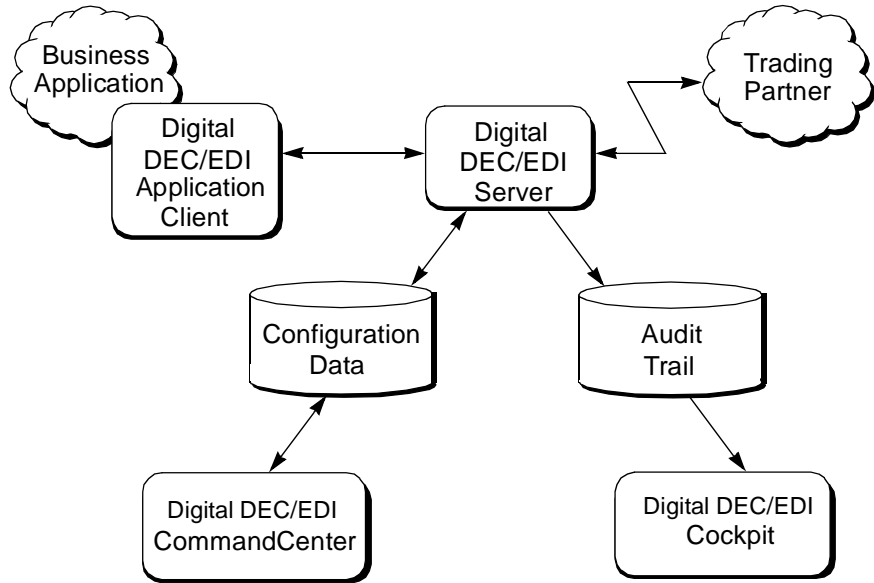 Business
Application
Digital
DEC/EDI
Application
Client
Digital
DEC/EDI
Server
Trading
Partner
Configuration
Data
Audit
Trail
Digital DEC/EDI
CommandCenter
Digital DEC/EDI
Cockpit